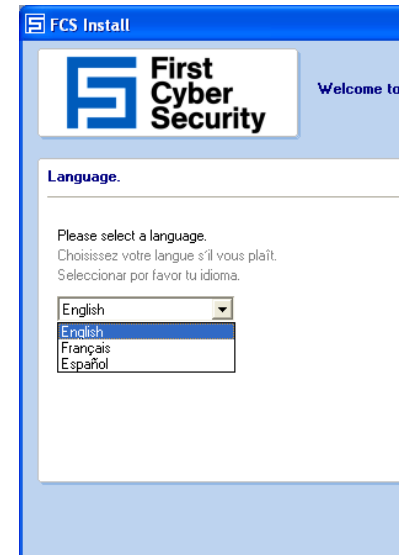 FCS Install
First
Cyber
Security
Welcome to
Language.
Please select a language.
Choisissez votre langue s'il vous plaît.
Seleccionar por favor tu idioma.
English
English
Français
Español